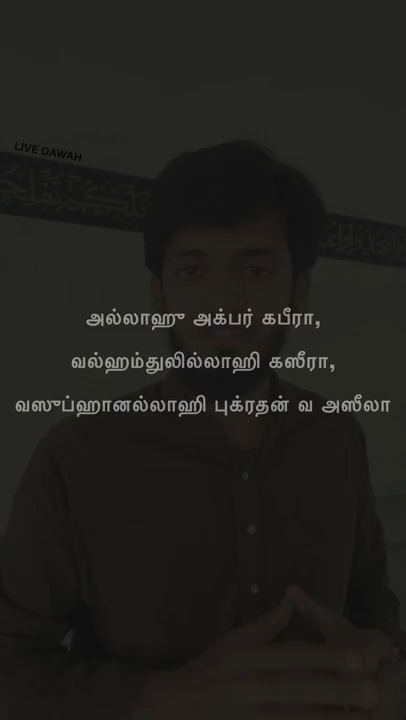 LIVE DAWAH
அல்லாஹு அக்பர் கபீரா,
வல்ஹம்துலில்லாஹி கஸீரா,
வஸுப்ஹானல்லாஹி புக்ரதன் வ அஸீலா